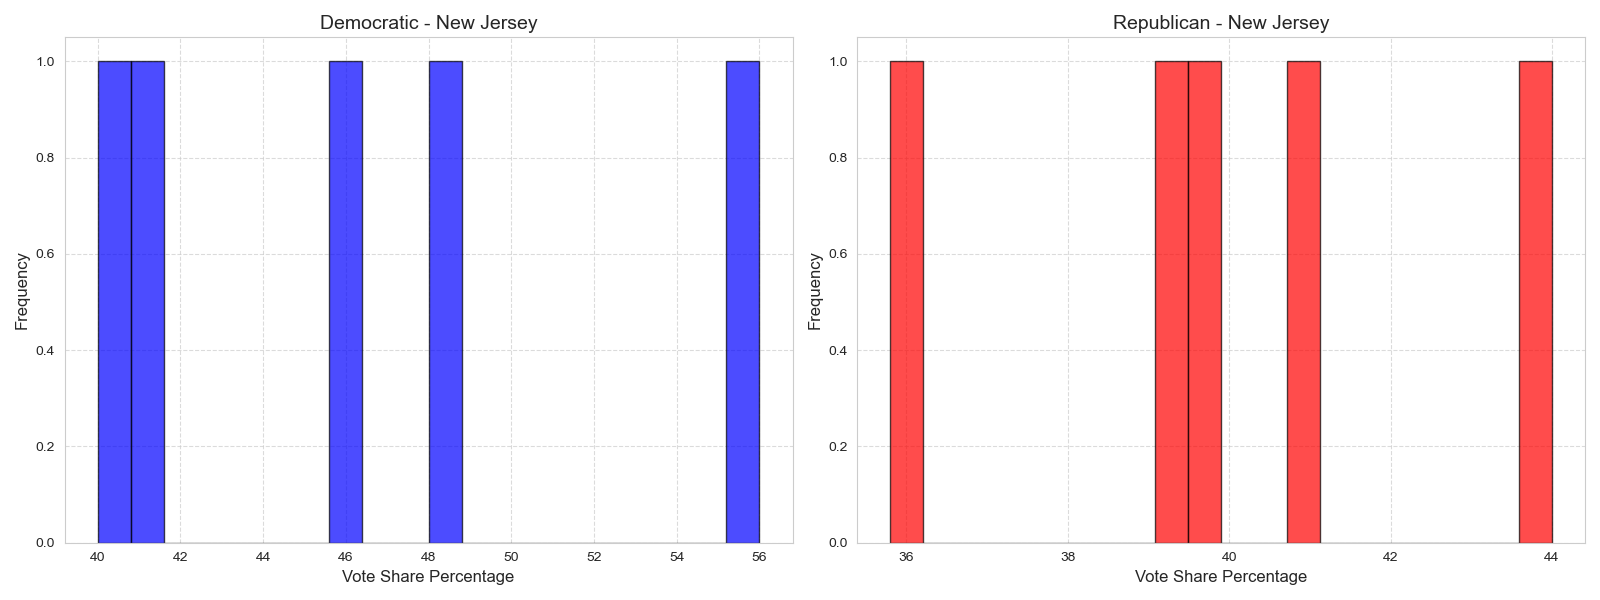 Democratic - New Jersey
Frequency
1.0
0.8
0.6
0.4
0.2
0.0
40 42 44 46 48 50 52 54 56
Vote Share Percentage
Republican - New Jersey
Frequency
1.0
0.8
0.6
0.4
0.2
0.0
36 38 40 42 44
Vote Share Percentage